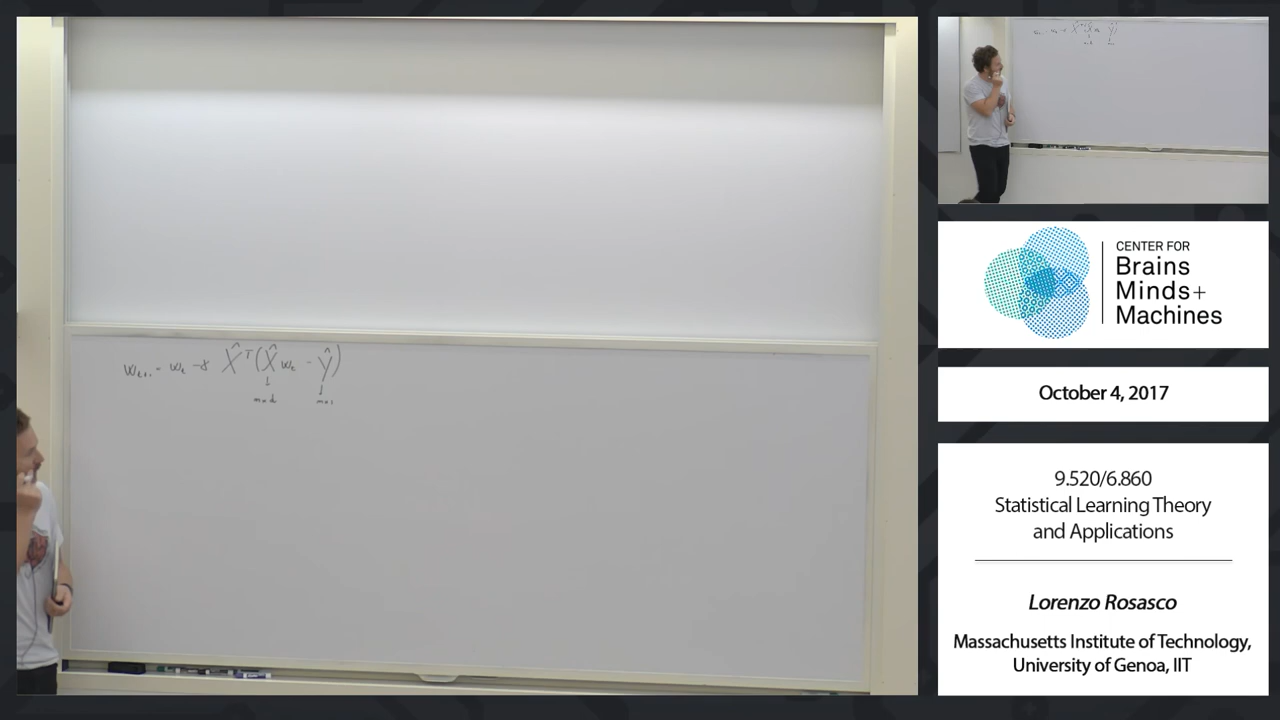 w_{t+1} = w_t - γ X̂^T(X̂ w_t - Ŷ)
↓ ↓
n×d n×1
CENTER FOR
Brains
Minds+
Machines
October 4, 2017
9.520/6.860
Statistical Learning Theory
and Applications
Lorenzo Rosasco
Massachusetts Institute of Technology,
University of Genoa, IIT